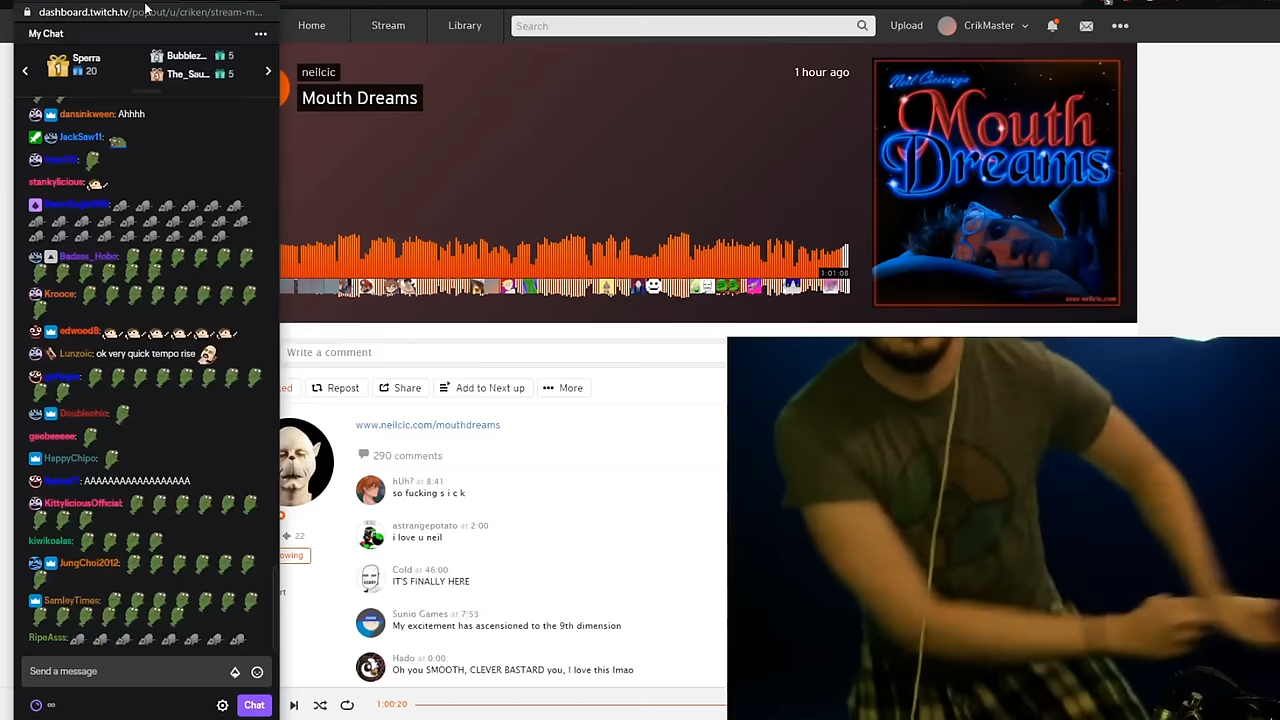 dashboard.twitch.tv/popout/u/criken/stream-m...
My Chat
Sperra
20
Bubblez...
5
The_Sau...
5
dansinkween: Ahhhh
JackSaw11:
stankylicious:
Badass_Hobo:
Krooce:
edwood8:
Lunzoic: ok very quick tempo rise
geebeeeee:
HappyChipo:
AAAAAAAAAAAAAAAAAA
KittyliciousOfficial:
kiwikoalas:
JungChoi2012:
SamleyTimes:
RipeAsss:
Send a message
Chat
Home
Stream
Library
Search
Upload
CrikMaster
neilcic
Mouth Dreams
1 hour ago
1:01:08
Neil Cicierega
Mouth
Dreams
Write a comment
ed
Repost
Share
Add to Next up
More
www.neilcic.com/mouthdreams
290 comments
22
owing
rt
hUh? at 8:41
so fucking s i c k
astrangepotato at 2:00
i love u neil
Cold at 46:00
IT'S FINALLY HERE
Sunio Games at 7:53
My excitement has ascensioned to the 9th dimension
Hado at 0:00
Oh you SMOOTH, CLEVER BASTARD you, I love this lmao
1:00:20